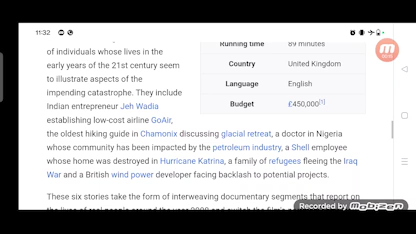 11:32
of individuals whose lives in the
early years of the 21st century seem
to illustrate aspects of the
impending catastrophe. They include
Indian entrepreneur Jeh Wadia
establishing low-cost airline GoAir,
the oldest hiking guide in Chamonix discussing glacial retreat, a doctor in Nigeria
whose community has been impacted by the petroleum industry, a Shell employee
whose home was destroyed in Hurricane Katrina, a family of refugees fleeing the Iraq
War and a British wind power developer facing backlash to potential projects.
These six stories take the form of interweaving documentary segments that report on
Running time 89 minutes
Country United Kingdom
Language English
Budget £450,000[1]
Recorded by Mobizen